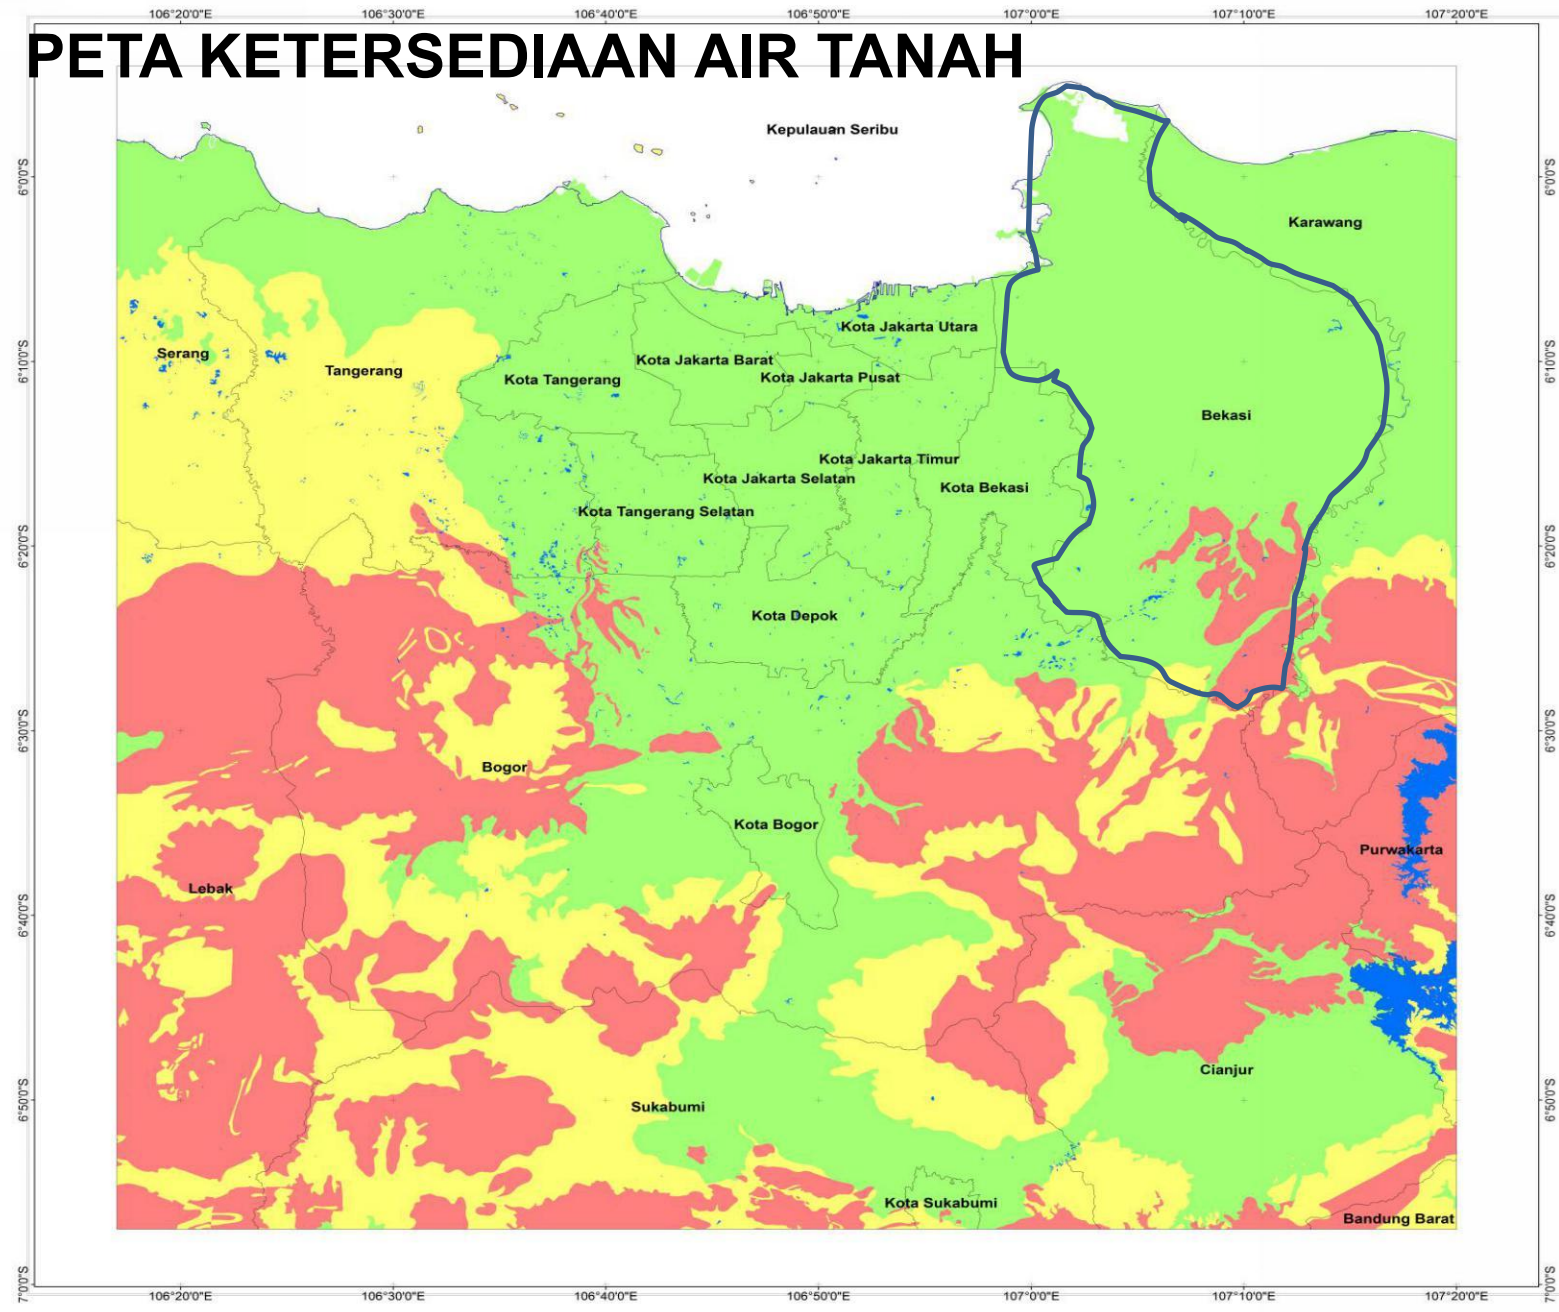 106°20'0"E 106°30'0"E 106°40'0"E 106°50'0"E 107°0'0"E 107°10'0"E 107°20'0"E
PETA KETERSEDIAAN AIR TANAH
Kepulauan Seribu
6°0'0"S 6°0'0"S
Karawang
Kota Jakarta Utara
Serang
Kota Jakarta Barat
6°10'0"S 6°10'0"S
Tangerang
Kota Tangerang
Kota Jakarta Pusat
Bekasi
Kota Jakarta Timur
Kota Jakarta Selatan
Kota Bekasi
Kota Tangerang Selatan
6°20'0"S 6°20'0"S
Kota Depok
6°30'0"S 6°30'0"S
Bogor
Kota Bogor
Purwakarta
Lebak
6°40'0"S 6°40'0"S
Cianjur
6°50'0"S 6°50'0"S
Sukabumi
Kota Sukabumi
Bandung Barat
7°0'0"S 7°0'0"S
106°20'0"E 106°30'0"E 106°40'0"E 106°50'0"E 107°0'0"E 107°10'0"E 107°20'0"E